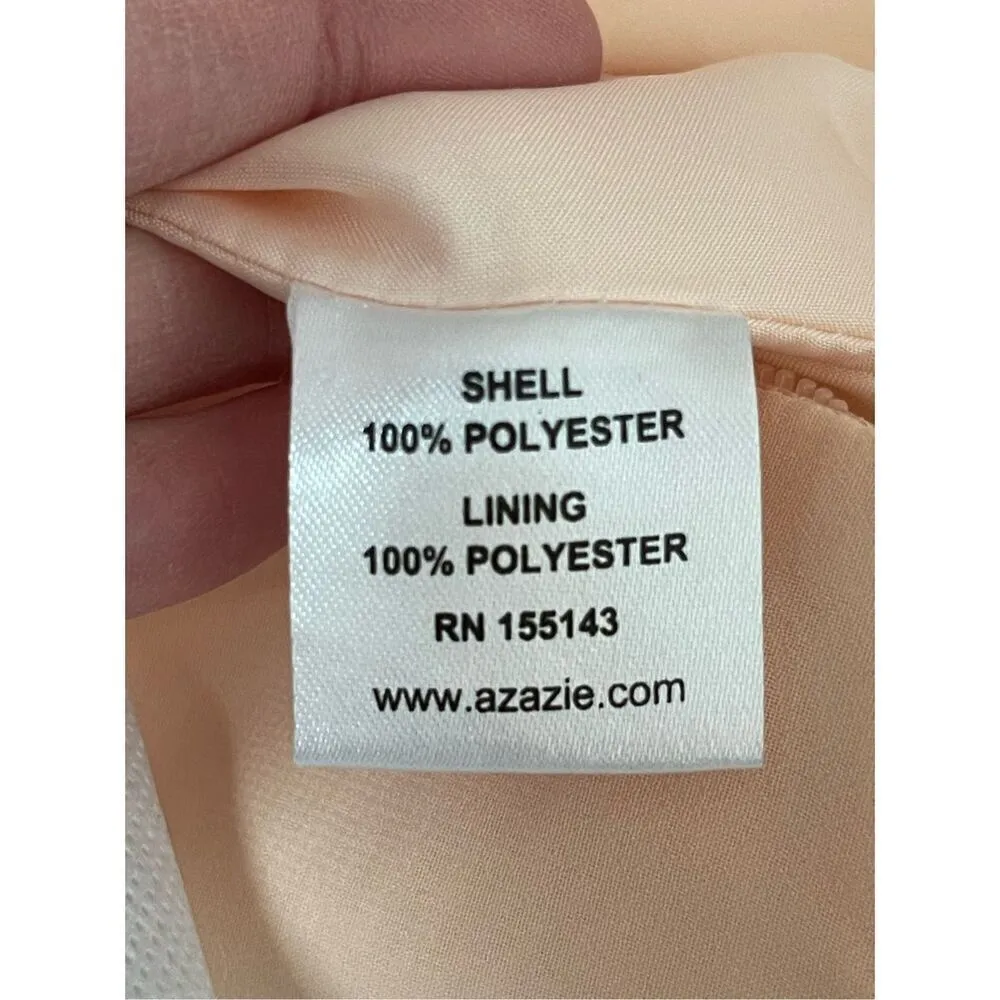 SHELL
100% POLYESTER
LINING
100% POLYESTER
RN 155143
www.azazie.com